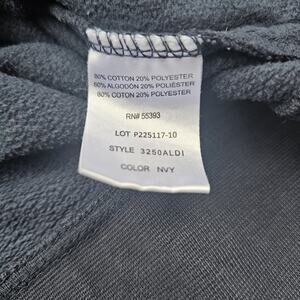 80% COTTON 20% POLYESTER
80% ALGODÓN 20% POLIÉSTER
80% COTON 20% POLYESTER
RN# 55393
LOT P225117-10
STYLE 3250ALDI
COLOR NVY